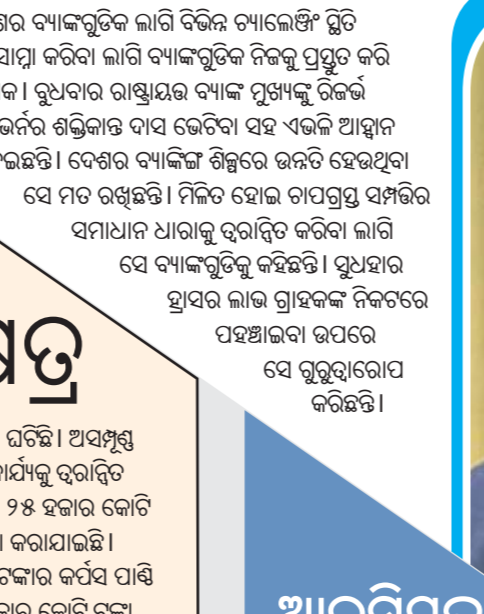 ଶର ବ୍ୟାଙ୍କଗୁଡିକ ଲାଗି ବିଭିନ୍ନ ଚ୍ୟାଲେଞ୍ଜିଂ ସ୍ଥିତି
ସାମ୍ନା କରିବା ଲାଗି ବ୍ୟାଙ୍କଗୁଡିକ ନିଜକୁ ପ୍ରସ୍ତୁତ କରି
କ । ବୁଧବାର ରାଷ୍ଟ୍ରାୟତ୍ତ ବ୍ୟାଙ୍କ ମୁଖ୍ୟଙ୍କୁ ରିଜର୍ଭ
ଭର୍ନର ଶକ୍ତିକାନ୍ତ ଦାସ ଭେଟିବା ସହ ଏଭଳି ଆହ୍ୱାନ
ଇଛନ୍ତି । ଦେଶର ବ୍ୟାଙ୍କିଙ୍ଗ ଶିଳ୍ପରେ ଉନ୍ନତି ହେଉଥିବା
ସେ ମତ ରଖିଛନ୍ତି । ମିଳିତ ହୋଇ ଚାପଗ୍ରସ୍ତ ସମ୍ପତ୍ତିର
ସମାଧାନ ଧାରାକୁ ତ୍ୱରାନ୍ୱିତ କରିବା ଲାଗି
ସେ ବ୍ୟାଙ୍କଗୁଡିକୁ କହିଛନ୍ତି । ସୁଧହାର
ହ୍ରାସର ଲାଭ ଗ୍ରାହକଙ୍କ ନିକଟରେ
ପହଞ୍ଚାଇବା ଉପରେ
ସେ ଗୁରୁତ୍ୱାରୋପ
କରିଛନ୍ତି ।
ଘଟିଛି । ଅସମ୍ପୂର୍ଣ୍ଣ
ାର୍ଯ୍ୟକୁ ତ୍ୱରାନ୍ୱିତ
୨୫ ହଜାର କୋଟି
କରାଯାଇଛି ।
ଟଙ୍କାର କର୍ପସ ପାଣ୍ଠି
ଜାର କୋଟି ଟଙ୍କା